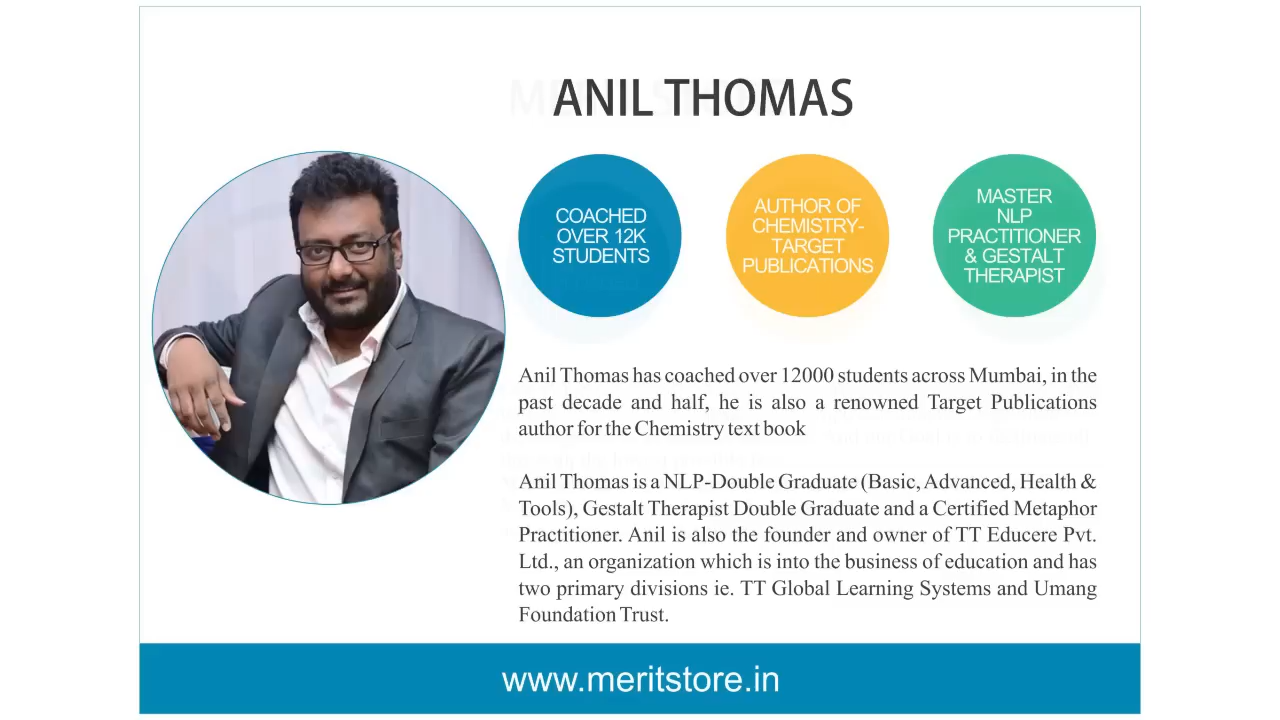 ANIL THOMAS
COACHED
OVER 12K
STUDENTS
AUTHOR OF
CHEMISTRY-
TARGET
PUBLICATIONS
MASTER
NLP
PRACTITIONER
& GESTALT
THERAPIST
Anil Thomas has coached over 12000 students across Mumbai, in the
past decade and half, he is also a renowned Target Publications
author for the Chemistry text book
Anil Thomas is a NLP-Double Graduate (Basic, Advanced, Health &
Tools), Gestalt Therapist Double Graduate and a Certified Metaphor
Practitioner. Anil is also the founder and owner of TT Educere Pvt.
Ltd., an organization which is into the business of education and has
two primary divisions ie. TT Global Learning Systems and Umang
Foundation Trust.
www.meritstore.in